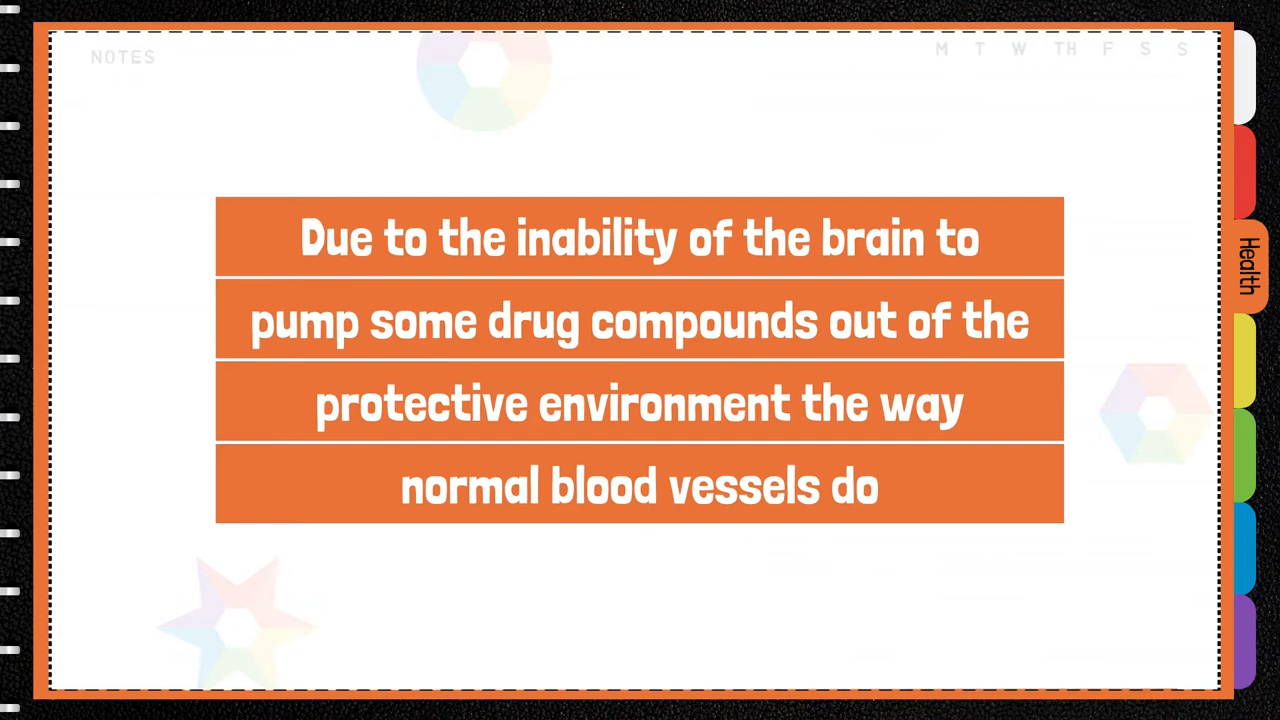 NOTES
M T W TH F S S
Due to the inability of the brain to
pump some drug compounds out of the
protective environment the way
normal blood vessels do
Health